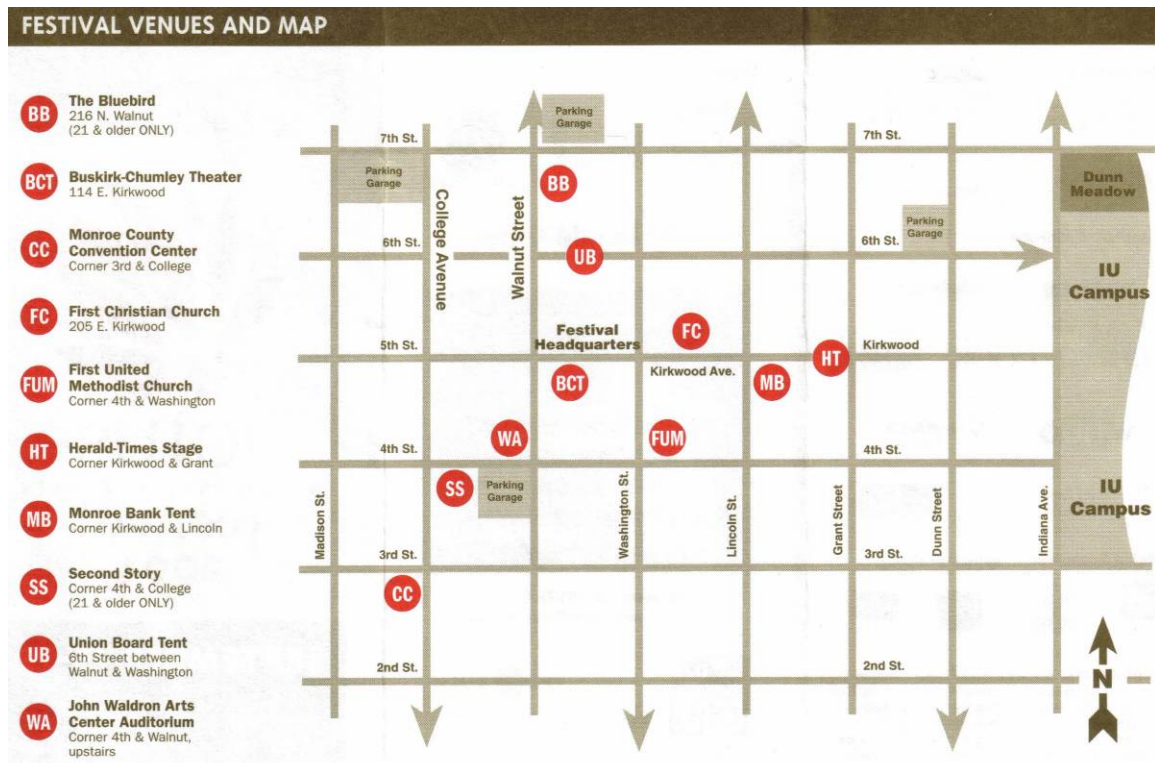 FESTIVAL VENUES AND MAP
BB
The Bluebird
216 N. Walnut
(21 & older ONLY)
BCT
Buskirk-Chumley Theater
114 E. Kirkwood
CC
Monroe County
Convention Center
Corner 3rd & College
FC
First Christian Church
205 E. Kirkwood
FUM
First United
Methodist Church
Corner 4th & Washington
HT
Herald-Times Stage
Corner Kirkwood & Grant
MB
Monroe Bank Tent
Corner Kirkwood & Lincoln
SS
Second Story
Corner 4th & College
(21 & older ONLY)
UB
Union Board Tent
6th Street between
Walnut & Washington
WA
John Waldron Arts
Center Auditorium
Corner 4th & Walnut,
upstairs
Parking
Garage
7th St.
7th St.
Parking
Garage
BB
Dunn
Meadow
College Avenue
Walnut Street
Parking
Garage
6th St.
6th St.
UB
IU
Campus
Festival
Headquarters
FC
5th St.
HT
Kirkwood
Kirkwood Ave.
BCT
MB
WA
FUM
4th St.
4th St.
SS
Parking
Garage
IU
Campus
Madison St.
Washington St.
Lincoln St.
Grant Street
Dunn Street
Indiana Ave.
3rd St.
3rd St.
CC
2nd St.
2nd St.
N